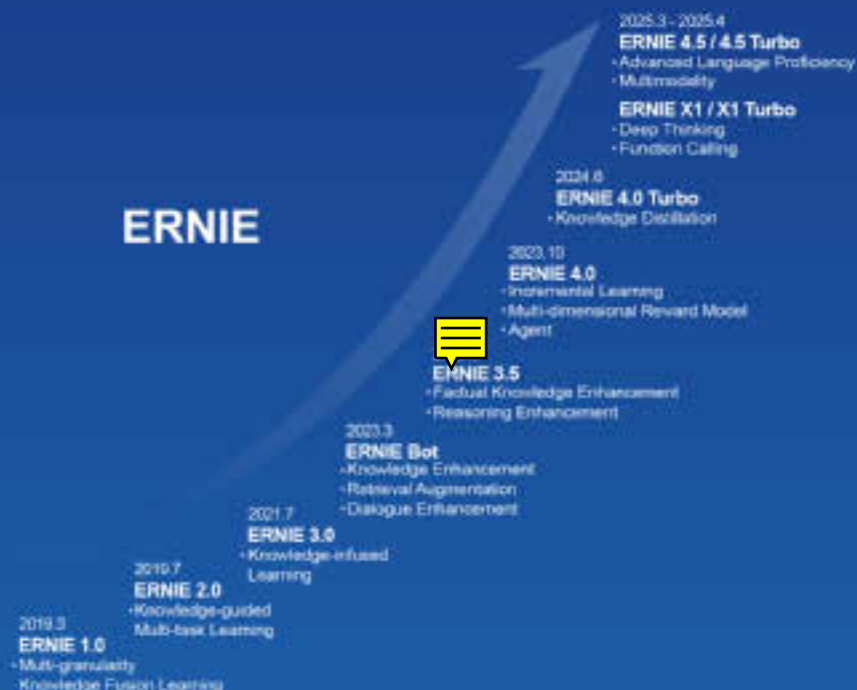 2025.3 - 2025.4
ERNIE 4.5 / 4.5 Turbo
·Advanced Language Proficiency
·Multimodality
ERNIE X1 / X1 Turbo
·Deep Thinking
·Function Calling
2024.6
ERNIE 4.0 Turbo
·Knowledge Distillation
ERNIE
2023.10
ERNIE 4.0
·Incremental Learning
·Multi-dimensional Reward Model
·Agent
ERNIE 3.5
·Factual Knowledge Enhancement
·Reasoning Enhancement
2023.3
ERNIE Bot
·Knowledge Enhancement
·Retrieval Augmentation
·Dialogue Enhancement
2021.7
ERNIE 3.0
·Knowledge-infused
Learning
2019.7
ERNIE 2.0
·Knowledge-guided
Multi-task Learning
2019.3
ERNIE 1.0
·Multi-granularity
Knowledge Fusion Learning